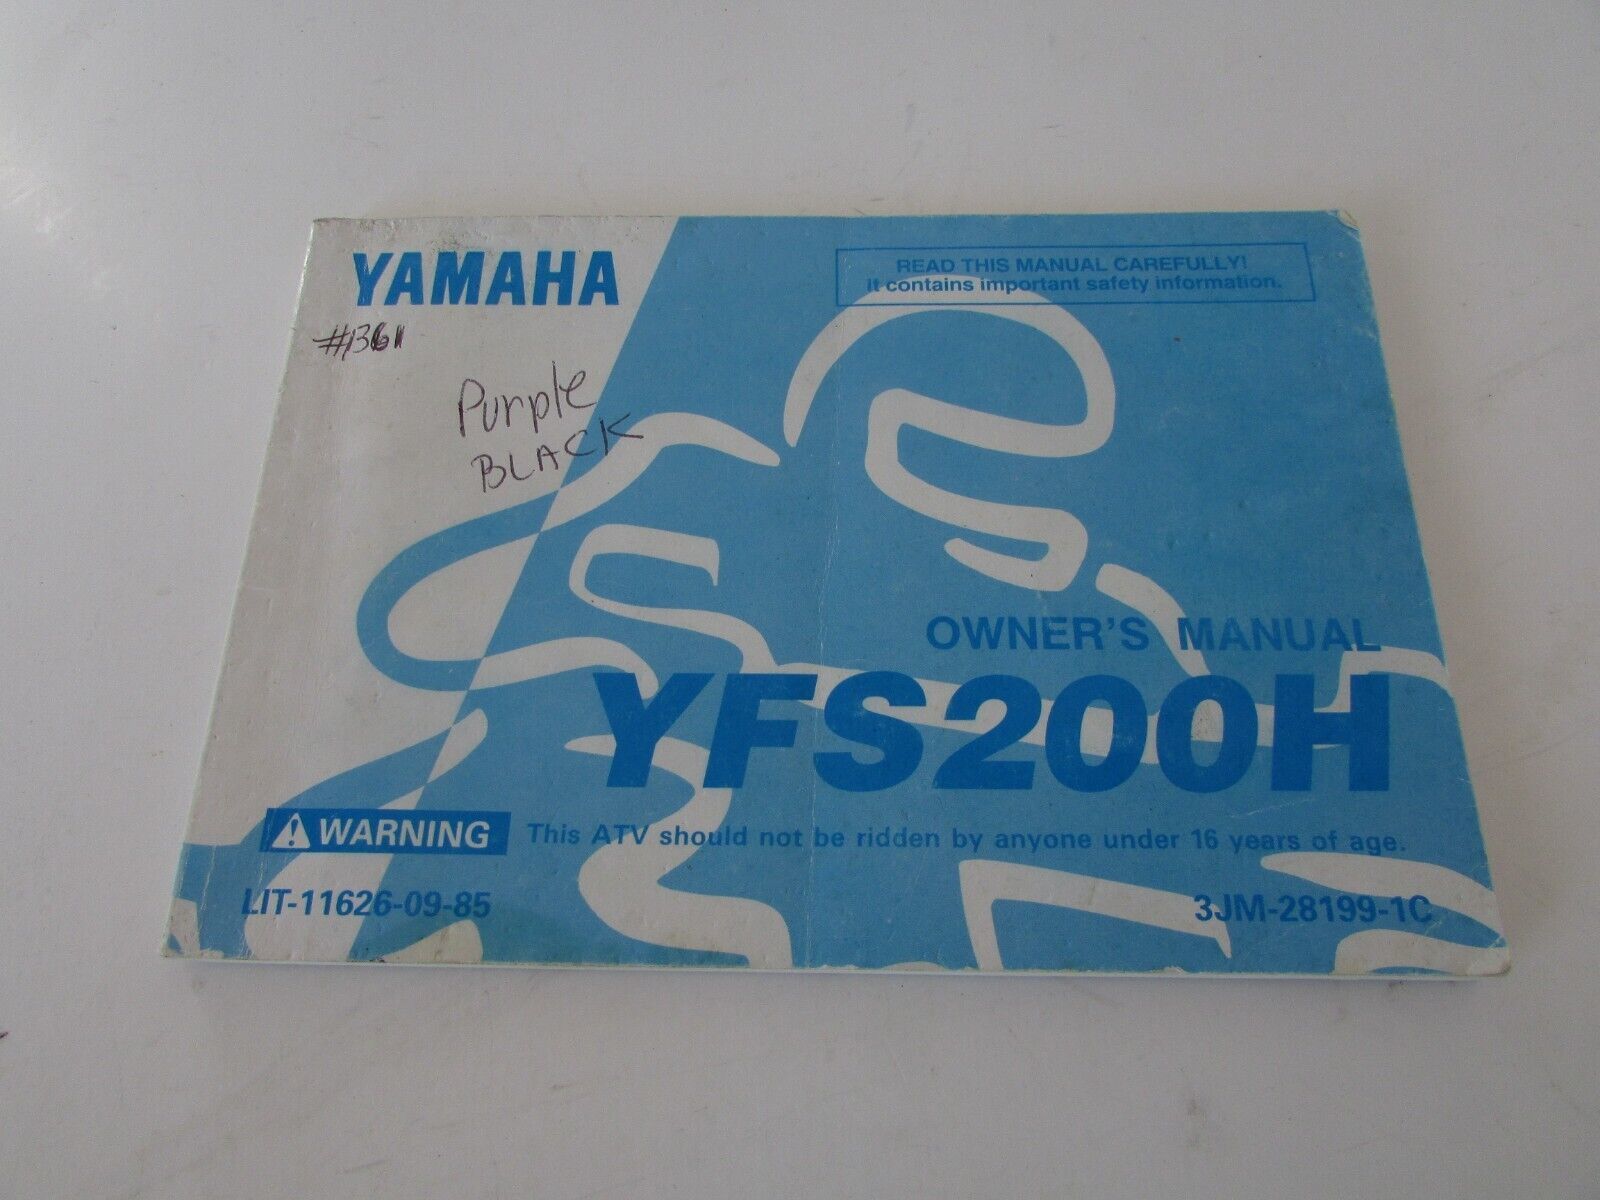 YAMAHA
READ THIS MANUAL CAREFULLY!
It contains important safety information.
#1361
Purple
BLACK
OWNER'S MANUAL
YFS200H
WARNING This ATV should not be ridden by anyone under 16 years of age.
LIT-11626-09-85
3JM-28199-1C